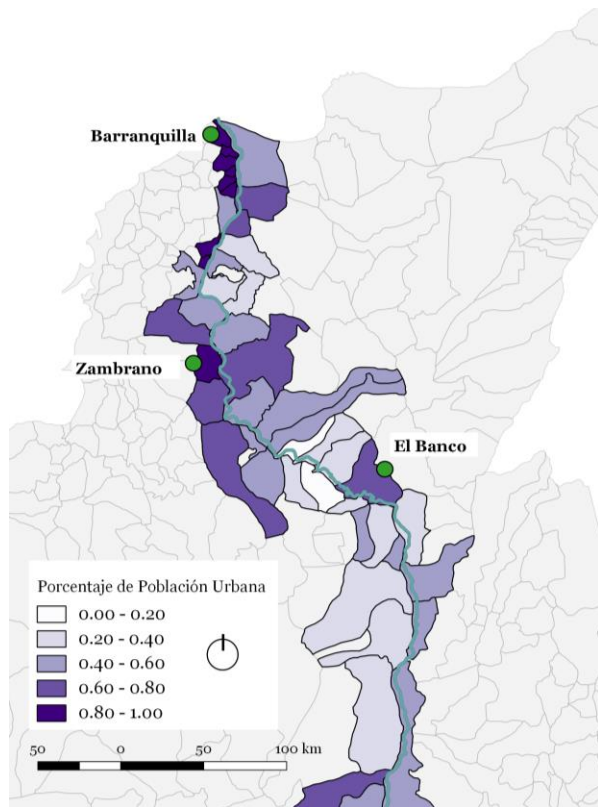 Barranquilla
Zambrano
El Banco
Porcentaje de Población Urbana
0.00 - 0.20
0.20 - 0.40
0.40 - 0.60
0.60 - 0.80
0.80 - 1.00
50 0 50 100 km